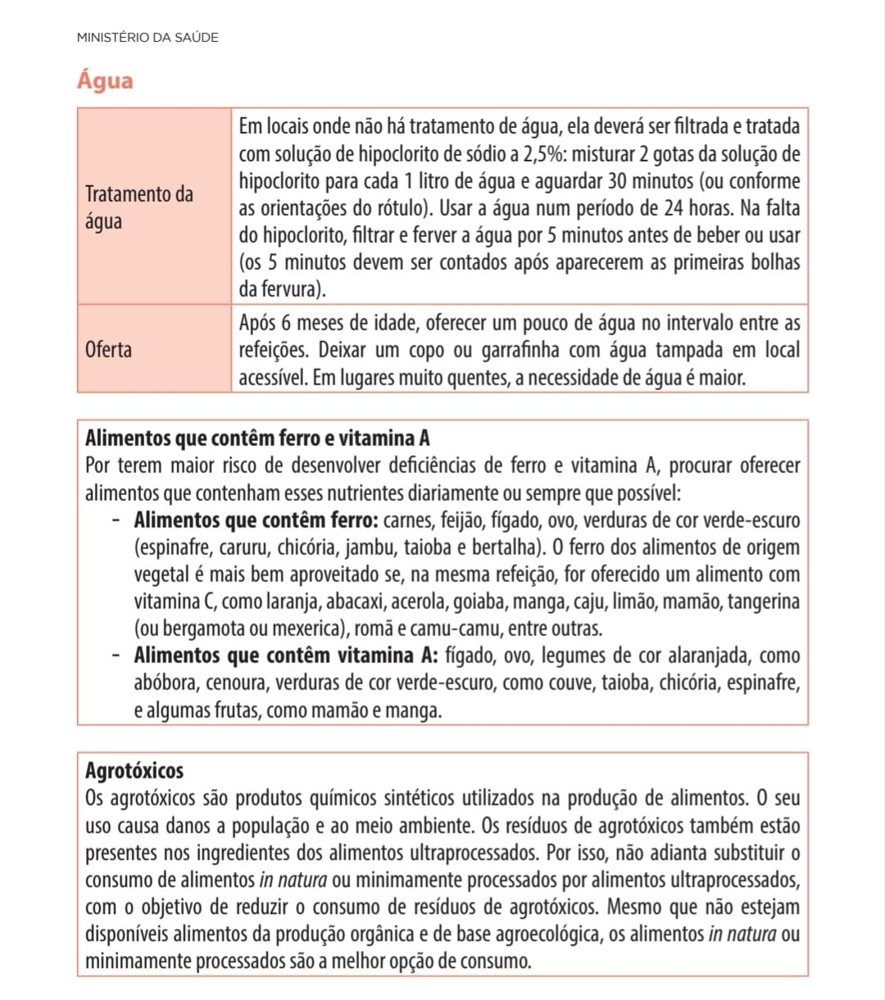 MINISTÉRIO DA SAÚDE
Água
Tratamento da
água
Em locais onde não há tratamento de água, ela deverá ser filtrada e tratada
com solução de hipoclorito de sódio a 2,5%: misturar 2 gotas da solução de
hipoclorito para cada 1 litro de água e aguardar 30 minutos (ou conforme
as orientações do rótulo). Usar a água num período de 24 horas. Na falta
do hipoclorito, filtrar e ferver a água por 5 minutos antes de beber ou usar
(os 5 minutos devem ser contados após aparecerem as primeiras bolhas
da fervura).
Oferta
Após 6 meses de idade, oferecer um pouco de água no intervalo entre as
refeições. Deixar um copo ou garrafinha com água tampada em local
acessível. Em lugares muito quentes, a necessidade de água é maior.
Alimentos que contêm ferro e vitamina A
Por terem maior risco de desenvolver deficiências de ferro e vitamina A, procurar oferecer
alimentos que contenham esses nutrientes diariamente ou sempre que possível:
- Alimentos que contêm ferro: carnes, feijão, fígado, ovo, verduras de cor verde-escuro
(espinafre, caruru, chicória, jambu, taioba e bertalha). O ferro dos alimentos de origem
vegetal é mais bem aproveitado se, na mesma refeição, for oferecido um alimento com
vitamina C, como laranja, abacaxi, acerola, goiaba, manga, caju, limão, mamão, tangerina
(ou bergamota ou mexerica), romã e camu-camu, entre outras.
- Alimentos que contêm vitamina A: fígado, ovo, legumes de cor alaranjada, como
abóbora, cenoura, verduras de cor verde-escuro, como couve, taioba, chicória, espinafre,
e algumas frutas, como mamão e manga.
Agrotóxicos
Os agrotóxicos são produtos químicos sintéticos utilizados na produção de alimentos. O seu
uso causa danos a população e ao meio ambiente. Os resíduos de agrotóxicos também estão
presentes nos ingredientes dos alimentos ultraprocessados. Por isso, não adianta substituir o
consumo de alimentos in natura ou minimamente processados por alimentos ultraprocessados,
com o objetivo de reduzir o consumo de resíduos de agrotóxicos. Mesmo que não estejam
disponíveis alimentos da produção orgânica e de base agroecológica, os alimentos in natura ou
minimamente processados são a melhor opção de consumo.